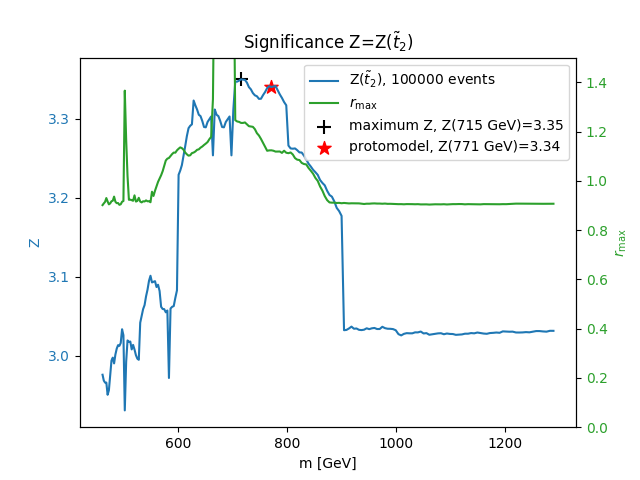 Significance Z=Z(t̃₂)
Z(t̃₂), 100000 events
r_max
maximum Z, Z(715 GeV)=3.35
protomodel, Z(771 GeV)=3.34
3.3
3.2
3.1
3.0
Z
1.4
1.2
1.0
0.8
0.6
0.4
0.2
0.0
r_max
600 800 1000 1200
m [GeV]